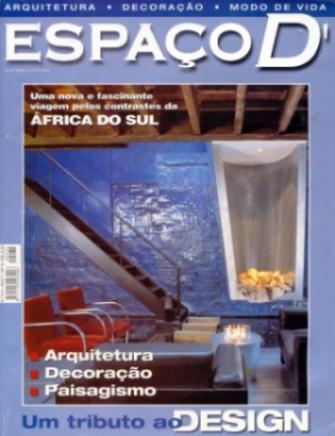 ARQUITETURA • DECORAÇÃO • MODO DE VIDA
ESPAÇO D'
Uma nova e fascinante
viagem pelos contrastes da
ÁFRICA DO SUL
Arquitetura
Decoração
Paisagismo
Um tributo ao DESIGN